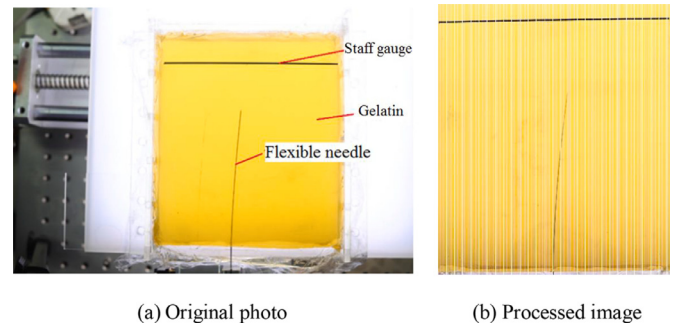 Staff gauge
Gelatin
Flexible needle
(a) Original photo
(b) Processed image